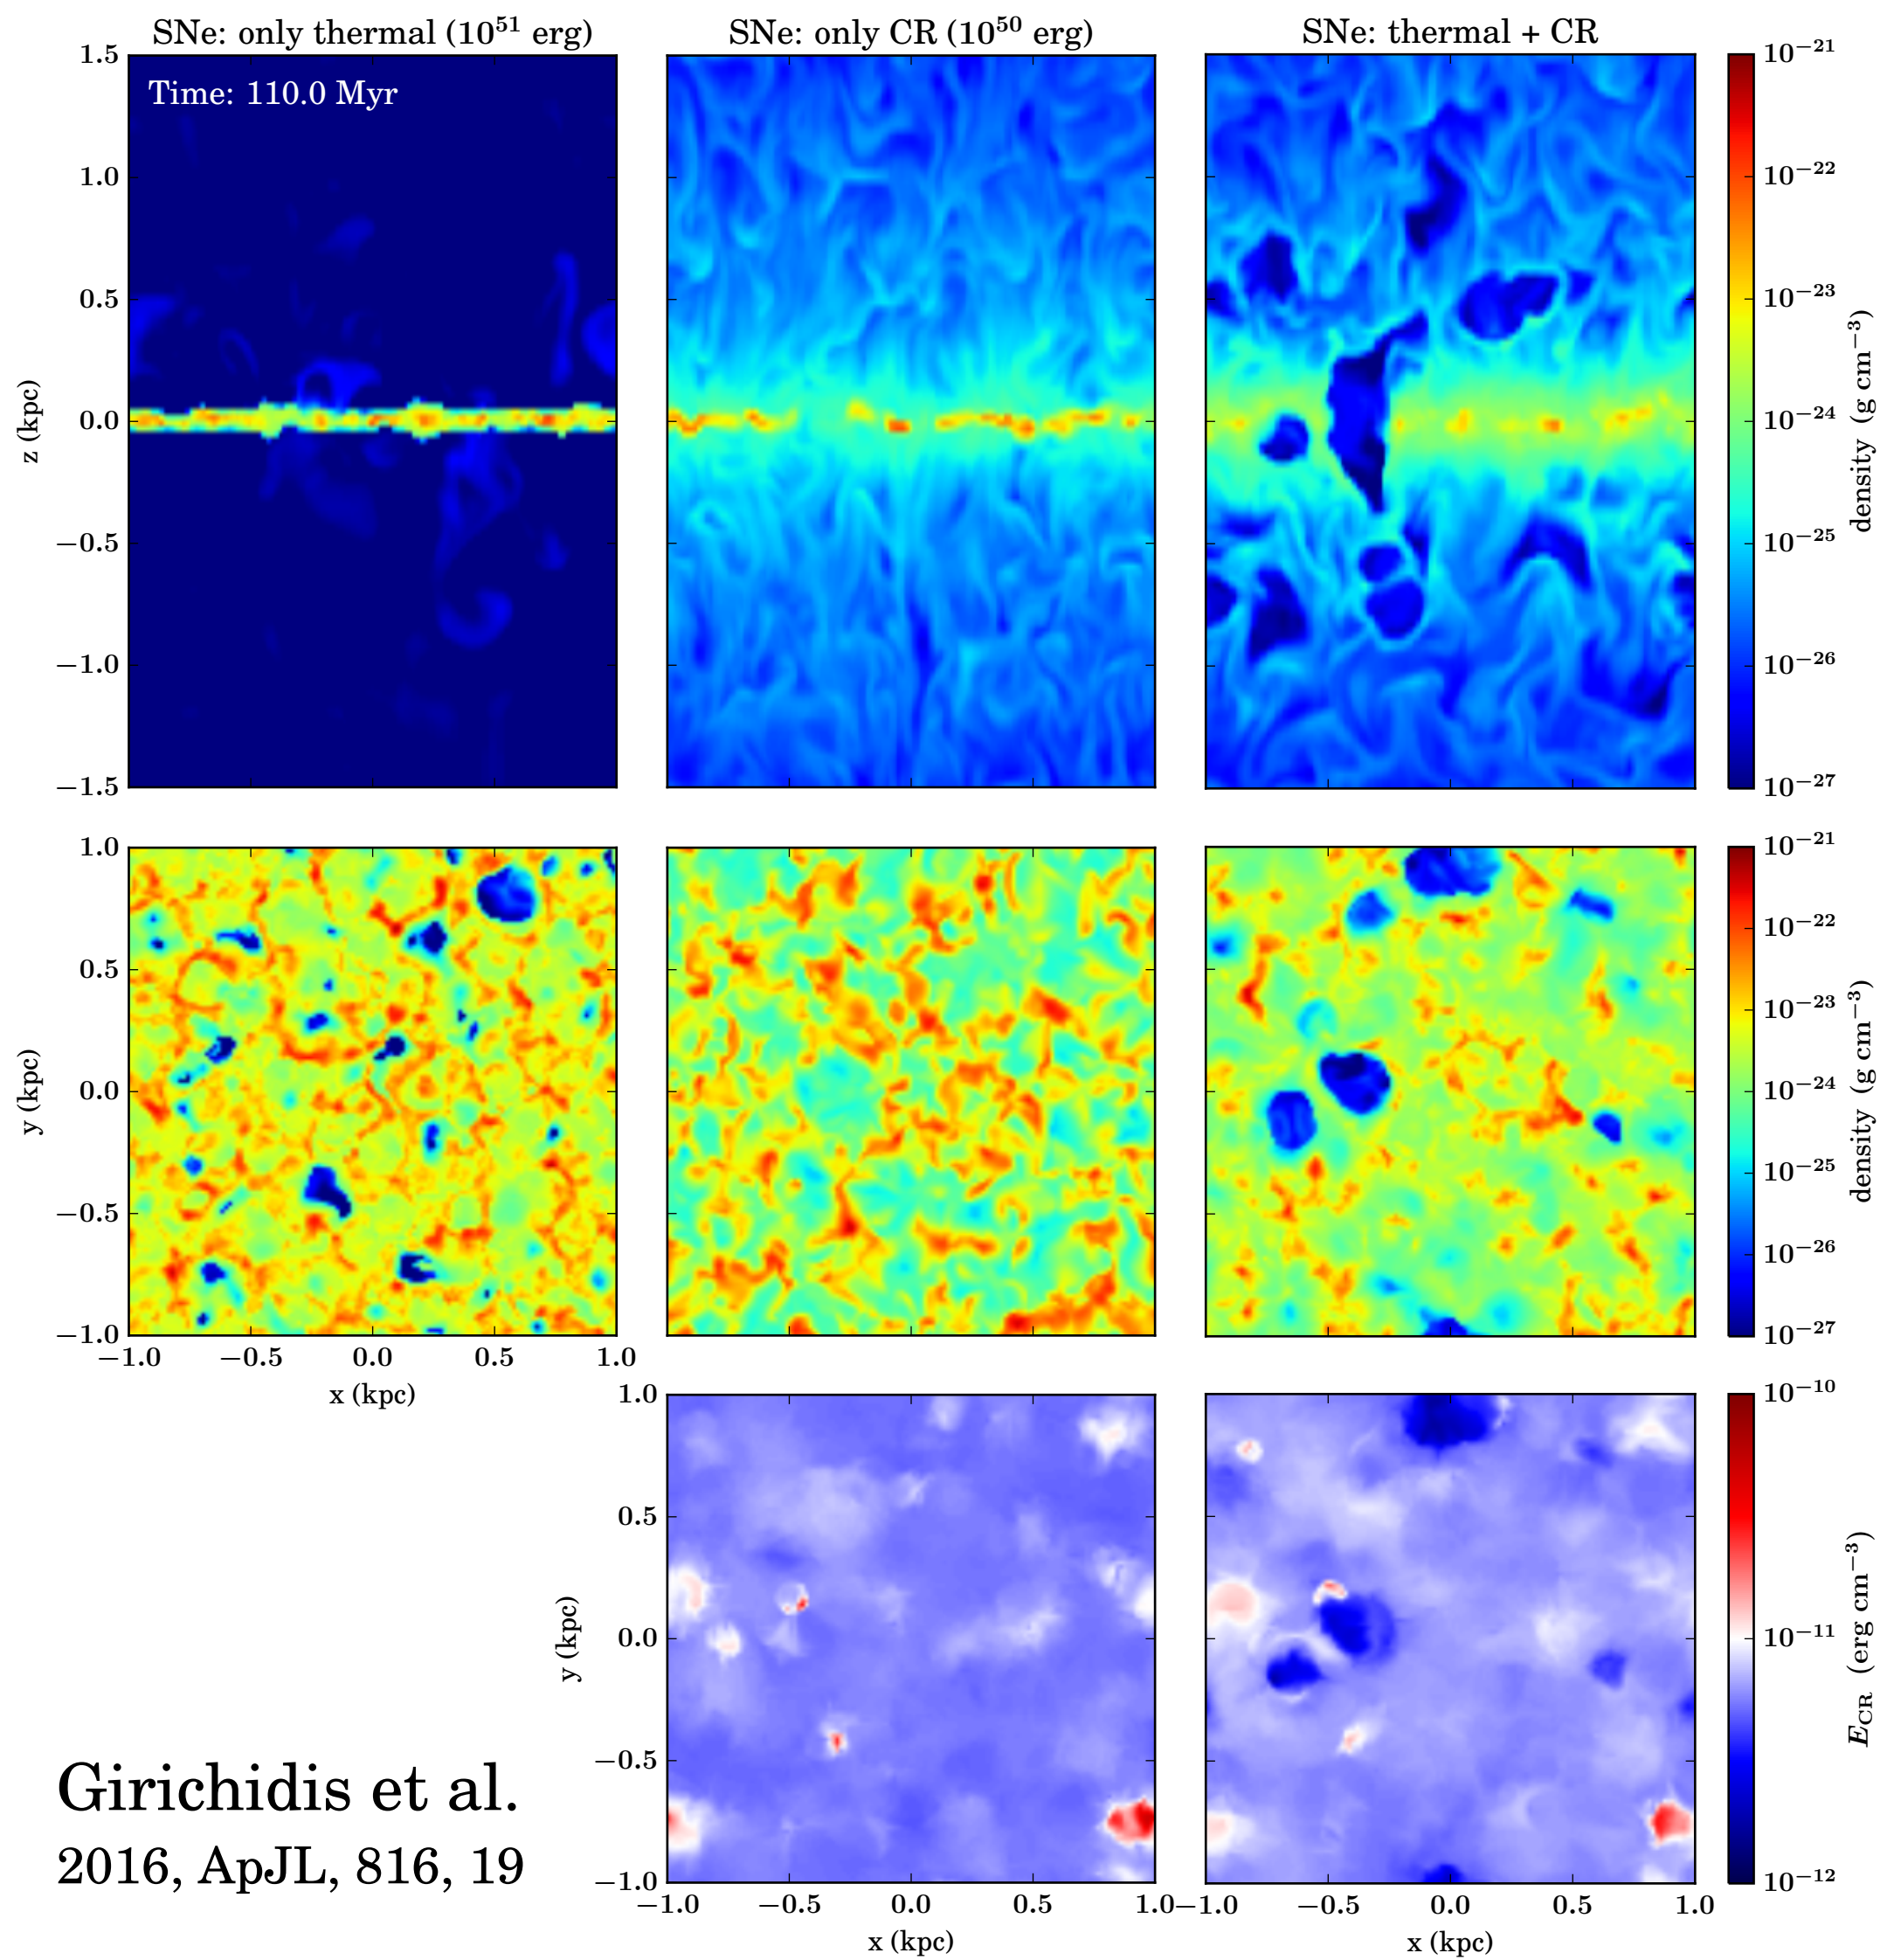 SNe: only thermal (10⁵¹ erg)
SNe: only CR (10⁵⁰ erg)
SNe: thermal + CR
Time: 110.0 Myr
1.5
1.0
0.5
0.0
−0.5
−1.0
−1.5
z (kpc)
10⁻²¹
10⁻²²
10⁻²³
10⁻²⁴
10⁻²⁵
10⁻²⁶
10⁻²⁷
density (g cm⁻³)
1.0
0.5
0.0
−0.5
−1.0
y (kpc)
−1.0 −0.5 0.0 0.5 1.0
x (kpc)
10⁻²¹
10⁻²²
10⁻²³
10⁻²⁴
10⁻²⁵
10⁻²⁶
10⁻²⁷
density (g cm⁻³)
1.0
0.5
0.0
−0.5
−1.0
y (kpc)
−1.0 −0.5 0.0 0.5 1.0
x (kpc)
−1.0 −0.5 0.0 0.5 1.0
x (kpc)
10⁻¹⁰
10⁻¹¹
10⁻¹²
E_CR (erg cm⁻³)
Girichidis et al.
2016, ApJL, 816, 19